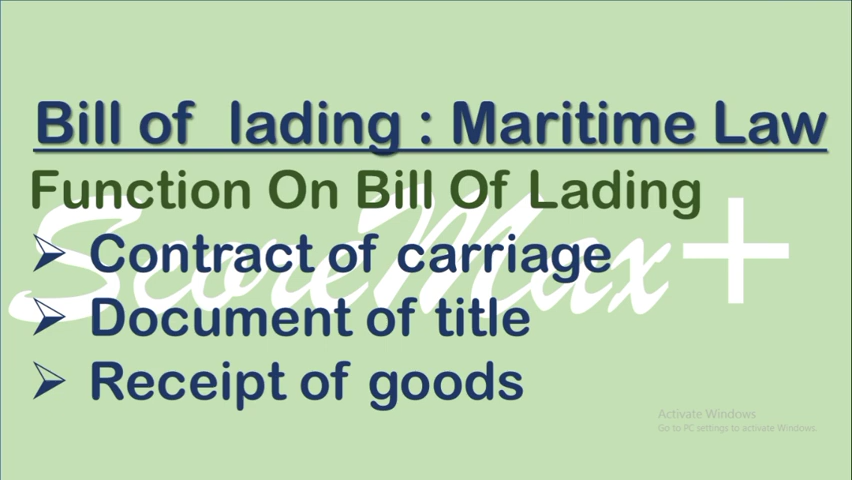 Bill of lading : Maritime Law
Function On Bill Of Lading
ScoreMax+
➢ Contract of carriage
➢ Document of title
➢ Receipt of goods
Activate Windows
Go to PC settings to activate Windows.